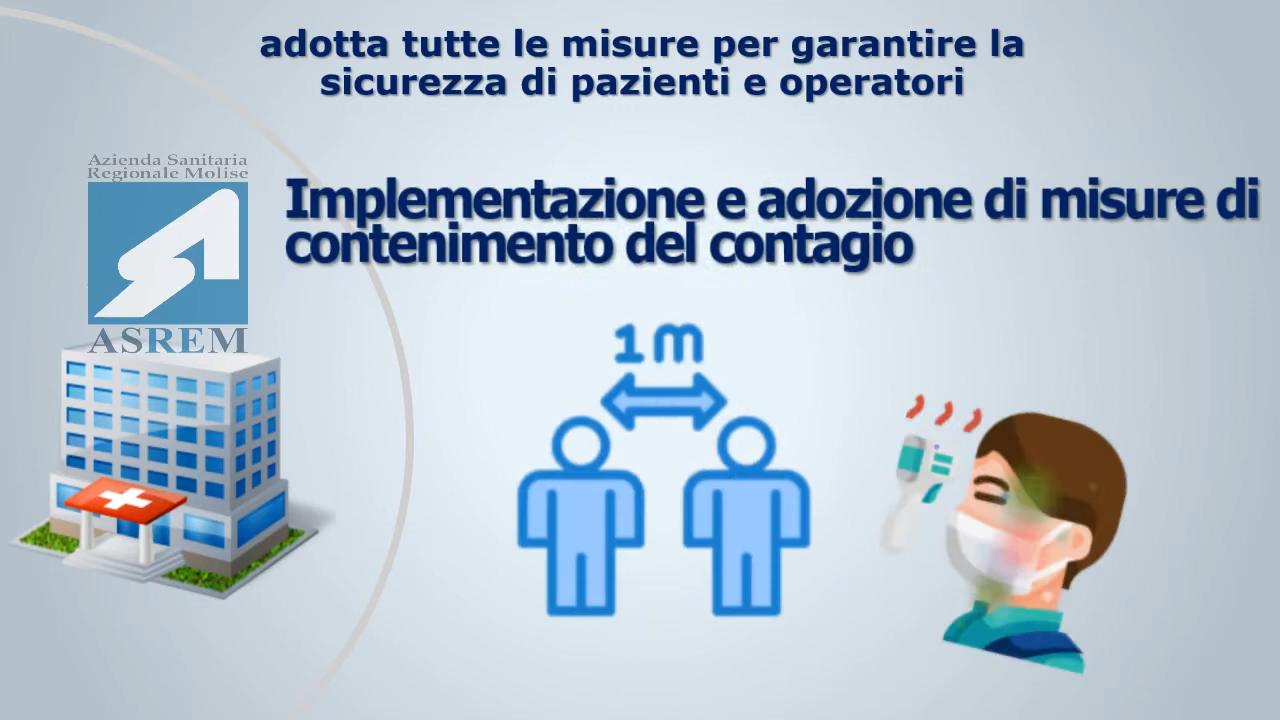 adotta tutte le misure per garantire la
sicurezza di pazienti e operatori
Azienda Sanitaria
Regionale Molise
ASREM
Implementazione e adozione di misure di
contenimento del contagio
1 m